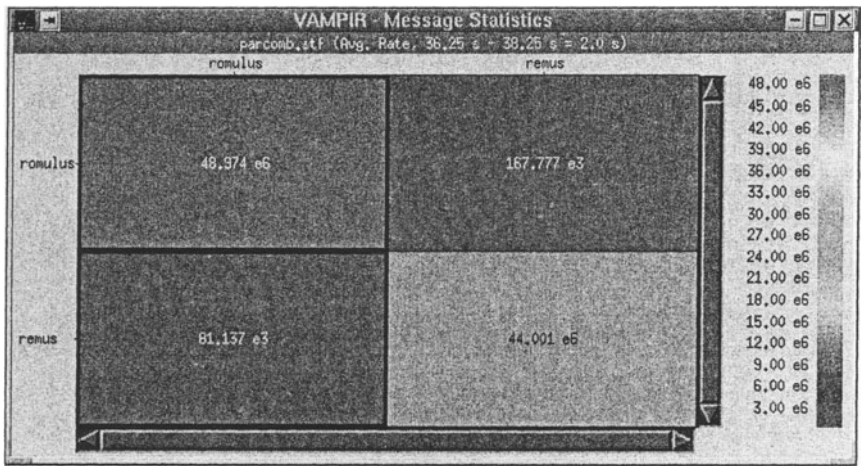 VAMPIR - Message Statistics
parcomb.stf (Avg. Rate, 36.25 s - 38.25 s = 2.0 s)
romulus remus
romulus 48.974 e6 167.777 e3
remus 81.137 e3 44.001 e6
48.00 e6
45.00 e6
42.00 e6
39.00 e6
36.00 e6
33.00 e6
30.00 e6
27.00 e6
24.00 e6
21.00 e6
18.00 e6
15.00 e6
12.00 e6
9.00 e6
6.00 e6
3.00 e6